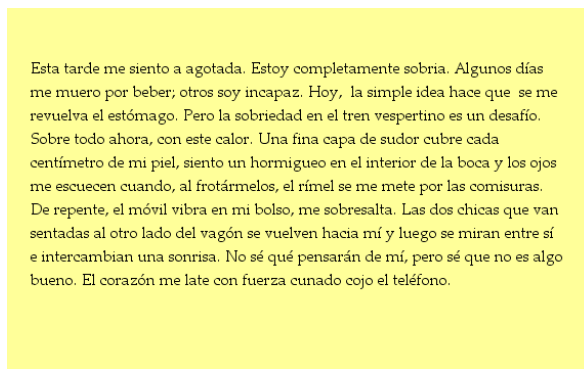 Esta tarde me siento a agotada. Estoy completamente sobria. Algunos días
me muero por beber; otros soy incapaz. Hoy,  la simple idea hace que  se me
revuelva el estómago. Pero la sobriedad en el tren vespertino es un desafío.
Sobre todo ahora, con este calor. Una fina capa de sudor cubre cada
centímetro de mi piel, siento un hormigueo en el interior de la boca y los ojos
me escuecen cuando, al frotármelos, el rímel se me mete por las comisuras.
De repente, el móvil vibra en mi bolso, me sobresalta. Las dos chicas que van
sentadas al otro lado del vagón se vuelven hacia mí y luego se miran entre sí
e intercambian una sonrisa. No sé qué pensarán de mí, pero sé que no es algo
bueno. El corazón me late con fuerza cunado cojo el teléfono.